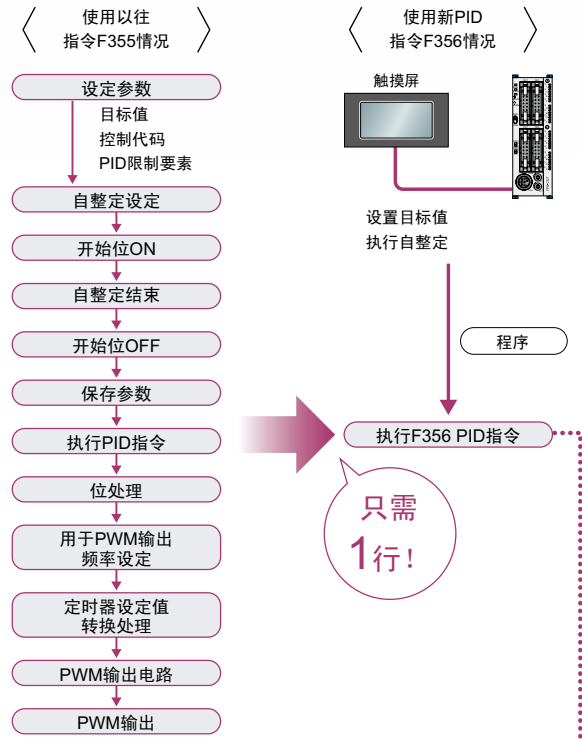 使用以往
指令F355情况
设定参数
目标值
控制代码
PID限制要素
自整定设定
开始位ON
自整定结束
开始位OFF
保存参数
执行PID指令
位处理
用于PWM输出
频率设定
定时器设定值
转换处理
PWM输出电路
PWM输出
使用新PID
指令F356情况
触摸屏
设置目标值
执行自整定
程序
执行F356 PID指令
只需
1行！